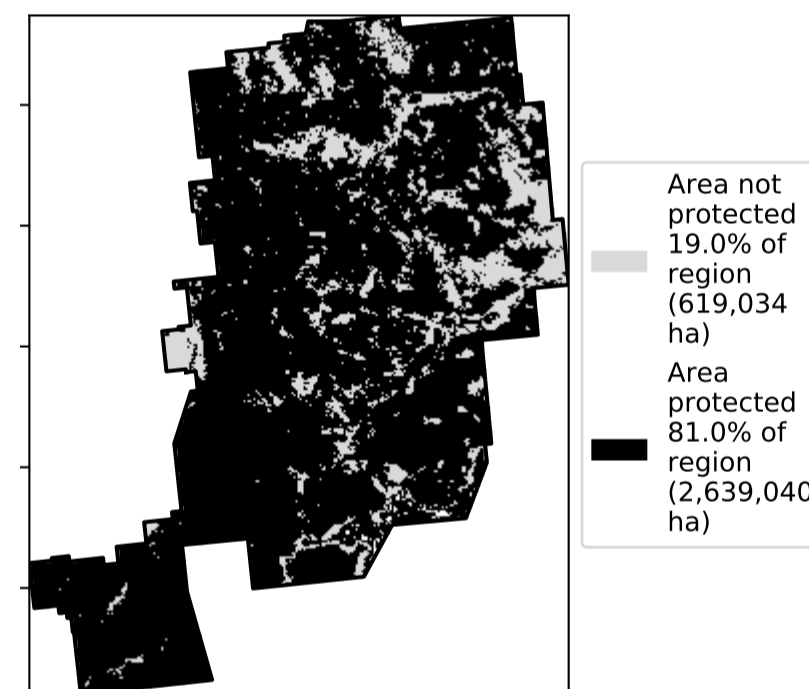 Area not
protected
19.0% of
region
(619,034
ha)
Area
protected
81.0% of
region
(2,639,040
ha)